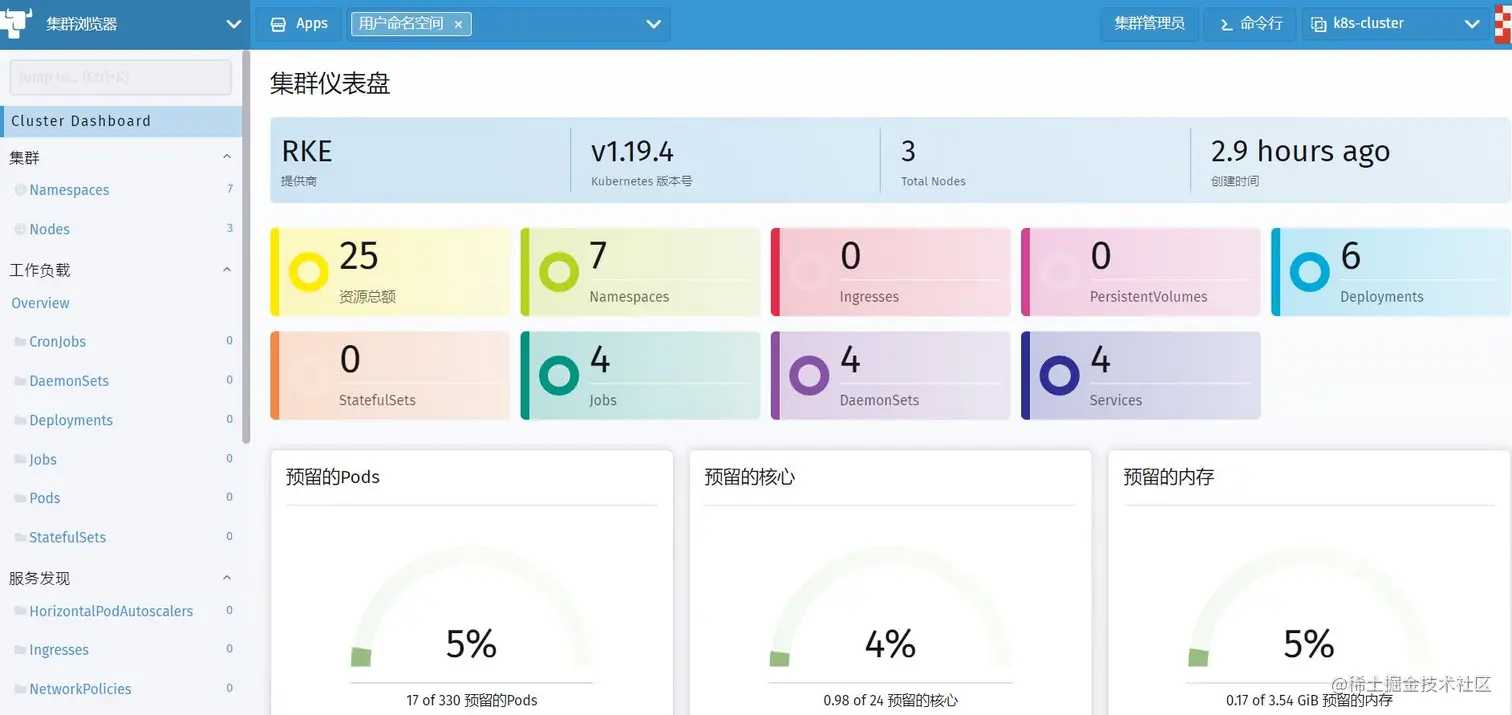 集群浏览器
Apps
用户命名空间 ×
集群管理员
命令行
k8s-cluster
Jump to... (Ctrl+K)
Cluster Dashboard
集群
Namespaces 7
Nodes 3
工作负载
Overview
CronJobs 0
DaemonSets 0
Deployments 0
Jobs 0
Pods 0
StatefulSets 0
服务发现
HorizontalPodAutoscalers 0
Ingresses 0
NetworkPolicies 0
集群仪表盘
RKE
提供商
v1.19.4
Kubernetes 版本号
3
Total Nodes
2.9 hours ago
创建时间
25
资源总额
7
Namespaces
0
Ingresses
0
PersistentVolumes
6
Deployments
0
StatefulSets
4
Jobs
4
DaemonSets
4
Services
预留的Pods
5%
17 of 330 预留的Pods
预留的核心
4%
0.98 of 24 预留的核心
预留的内存
5%
0.17 of 3.54 GiB 预留的内存
@稀土掘金技术社区